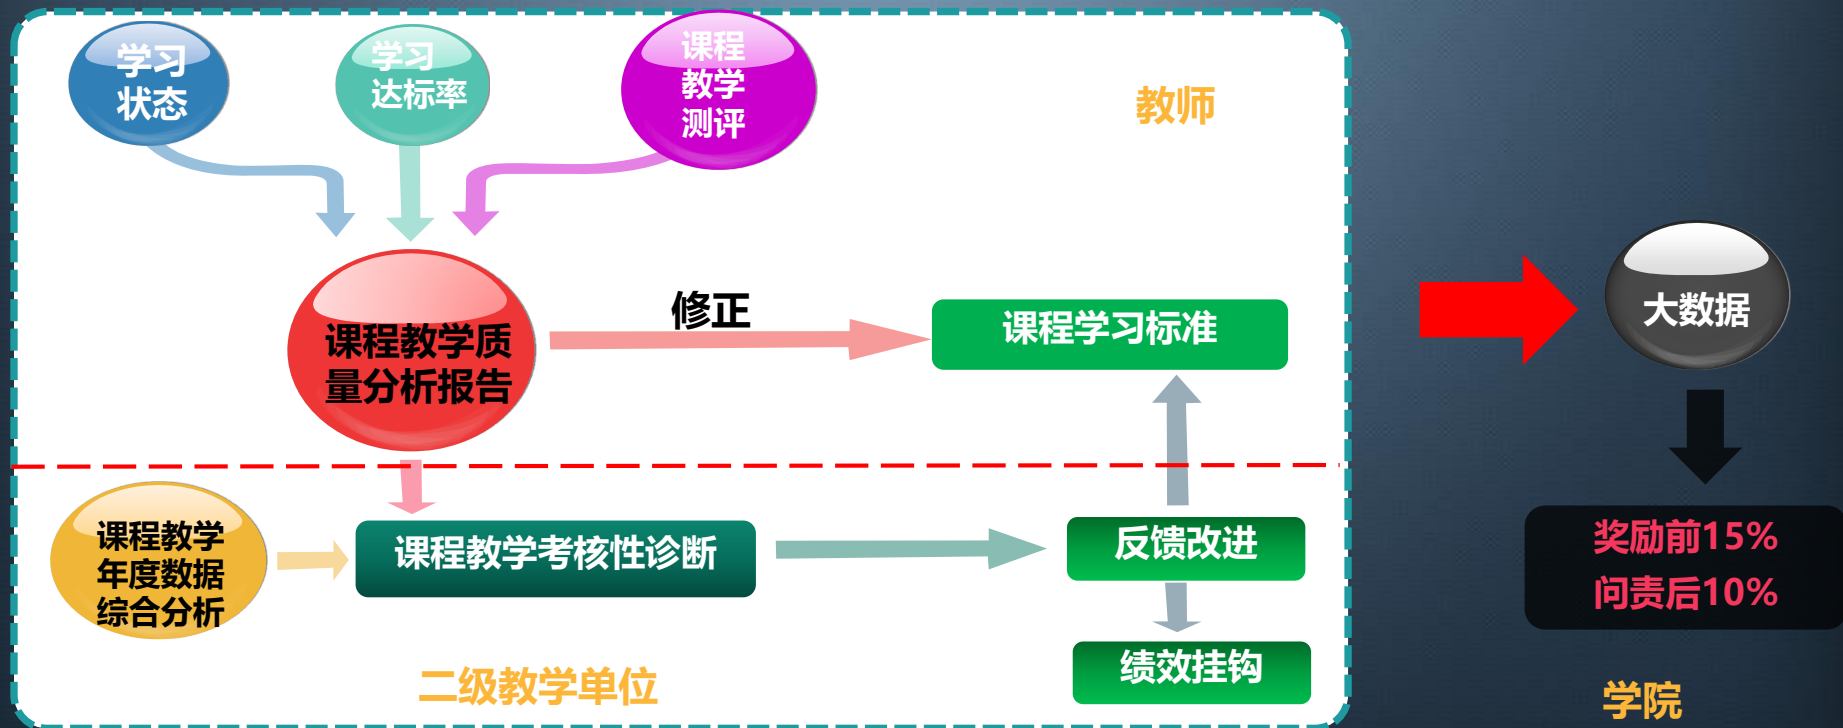 学习
状态
学习
达标率
课程
教学
测评
教师
课程教学质
量分析报告
修正
课程学习标准
大数据
课程教学
年度数据
综合分析
课程教学考核性诊断
反馈改进
绩效挂钩
奖励前15%
问责后10%
二级教学单位
学院